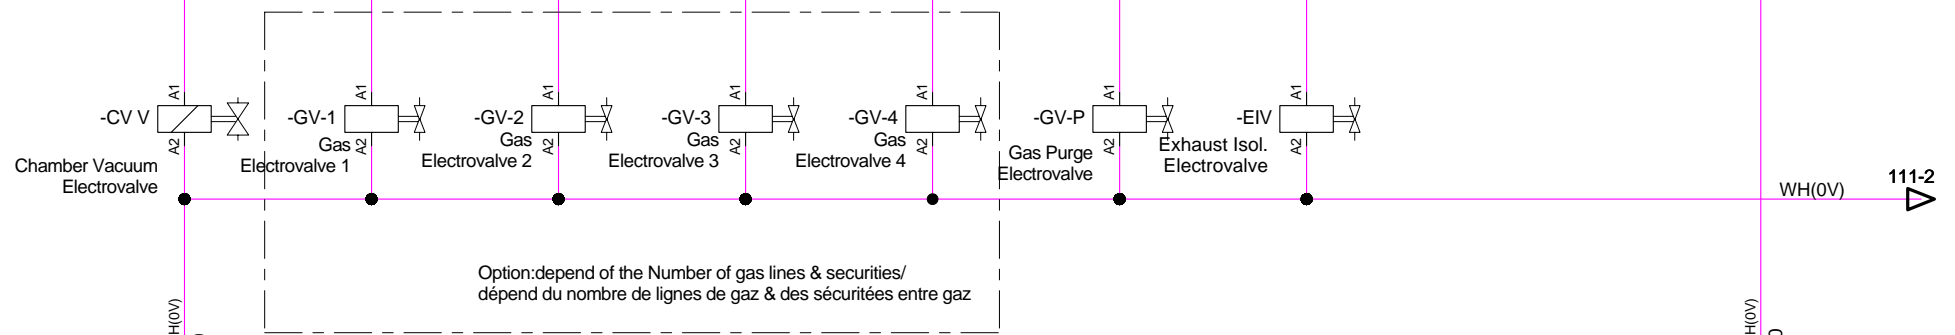 A1
A1
A1
A1
A1
A1
A1
-CV V
-GV-1
-GV-2
-GV-3
-GV-4
-GV-P
-EIV
A2
A2
A2
A2
A2
A2
A2
Chamber Vacuum
Electrovalve
Gas
Electrovalve 1
Gas
Electrovalve 2
Gas
Electrovalve 3
Gas
Electrovalve 4
Gas Purge
Electrovalve
Exhaust Isol.
Electrovalve
111-2
WH(0V)
Option:depend of the Number of gas lines & securities/
dépend du nombre de lignes de gaz & des sécuritées entre gaz
H(0V)
H(0V)